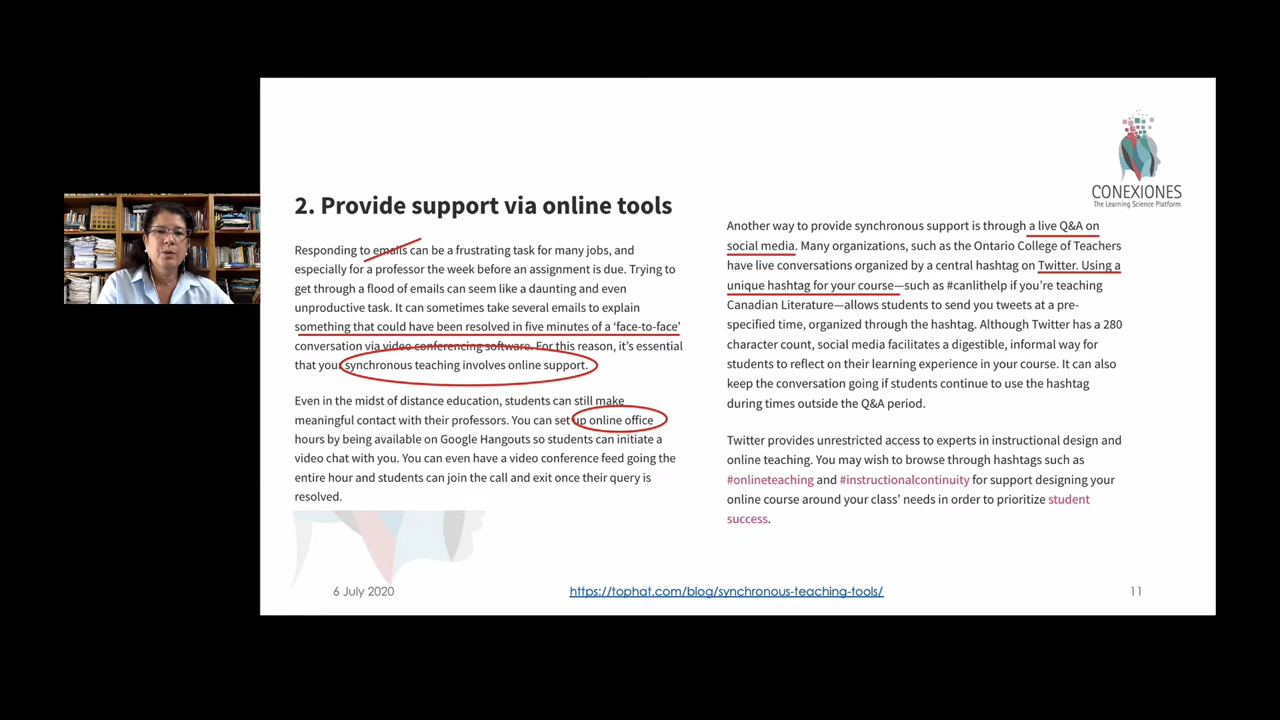 CONEXIONES
The Learning Science Platform
2. Provide support via online tools
Responding to emails can be a frustrating task for many jobs, and
especially for a professor the week before an assignment is due. Trying to
get through a flood of emails can seem like a daunting and even
unproductive task. It can sometimes take several emails to explain
something that could have been resolved in five minutes of a ‘face-to-face’
conversation via video conferencing software. For this reason, it’s essential
that your synchronous teaching involves online support.
Even in the midst of distance education, students can still make
meaningful contact with their professors. You can set up online office
hours by being available on Google Hangouts so students can initiate a
video chat with you. You can even have a video conference feed going the
entire hour and students can join the call and exit once their query is
resolved.
Another way to provide synchronous support is through a live Q&A on
social media. Many organizations, such as the Ontario College of Teachers
have live conversations organized by a central hashtag on Twitter. Using a
unique hashtag for your course—such as #canlithelp if you’re teaching
Canadian Literature—allows students to send you tweets at a pre-
specified time, organized through the hashtag. Although Twitter has a 280
character count, social media facilitates a digestible, informal way for
students to reflect on their learning experience in your course. It can also
keep the conversation going if students continue to use the hashtag
during times outside the Q&A period.
Twitter provides unrestricted access to experts in instructional design and
online teaching. You may wish to browse through hashtags such as
#onlineteaching and #instructionalcontinuity for support designing your
online course around your class’ needs in order to prioritize student
success.
6 July 2020
https://tophat.com/blog/synchronous-teaching-tools/
11